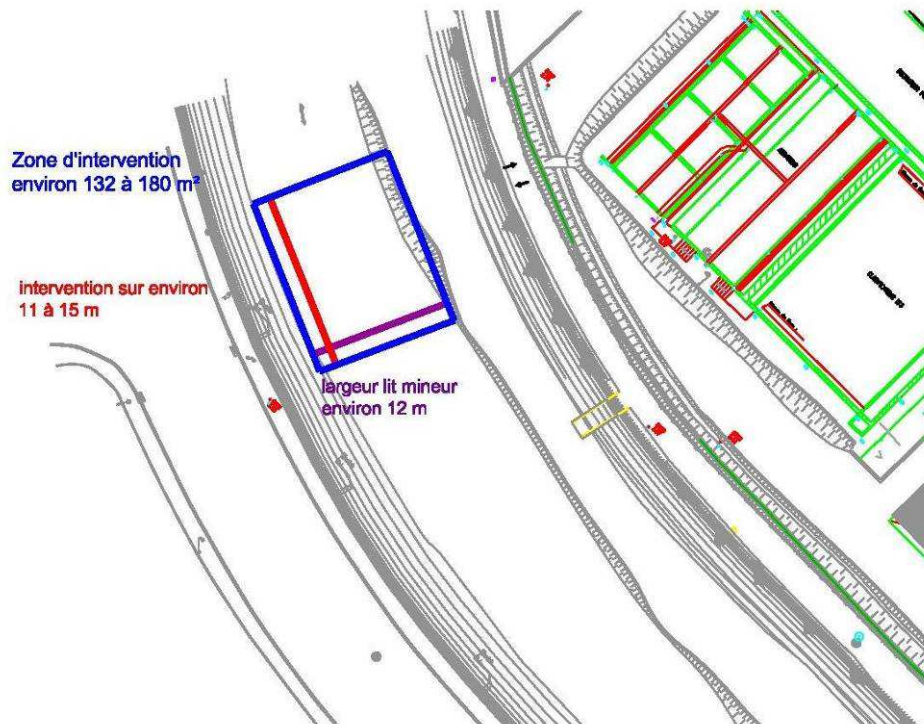 Zone d'intervention
environ 132 à 180 m²
intervention sur environ
11 à 15 m
largeur lit mineur
environ 12 m